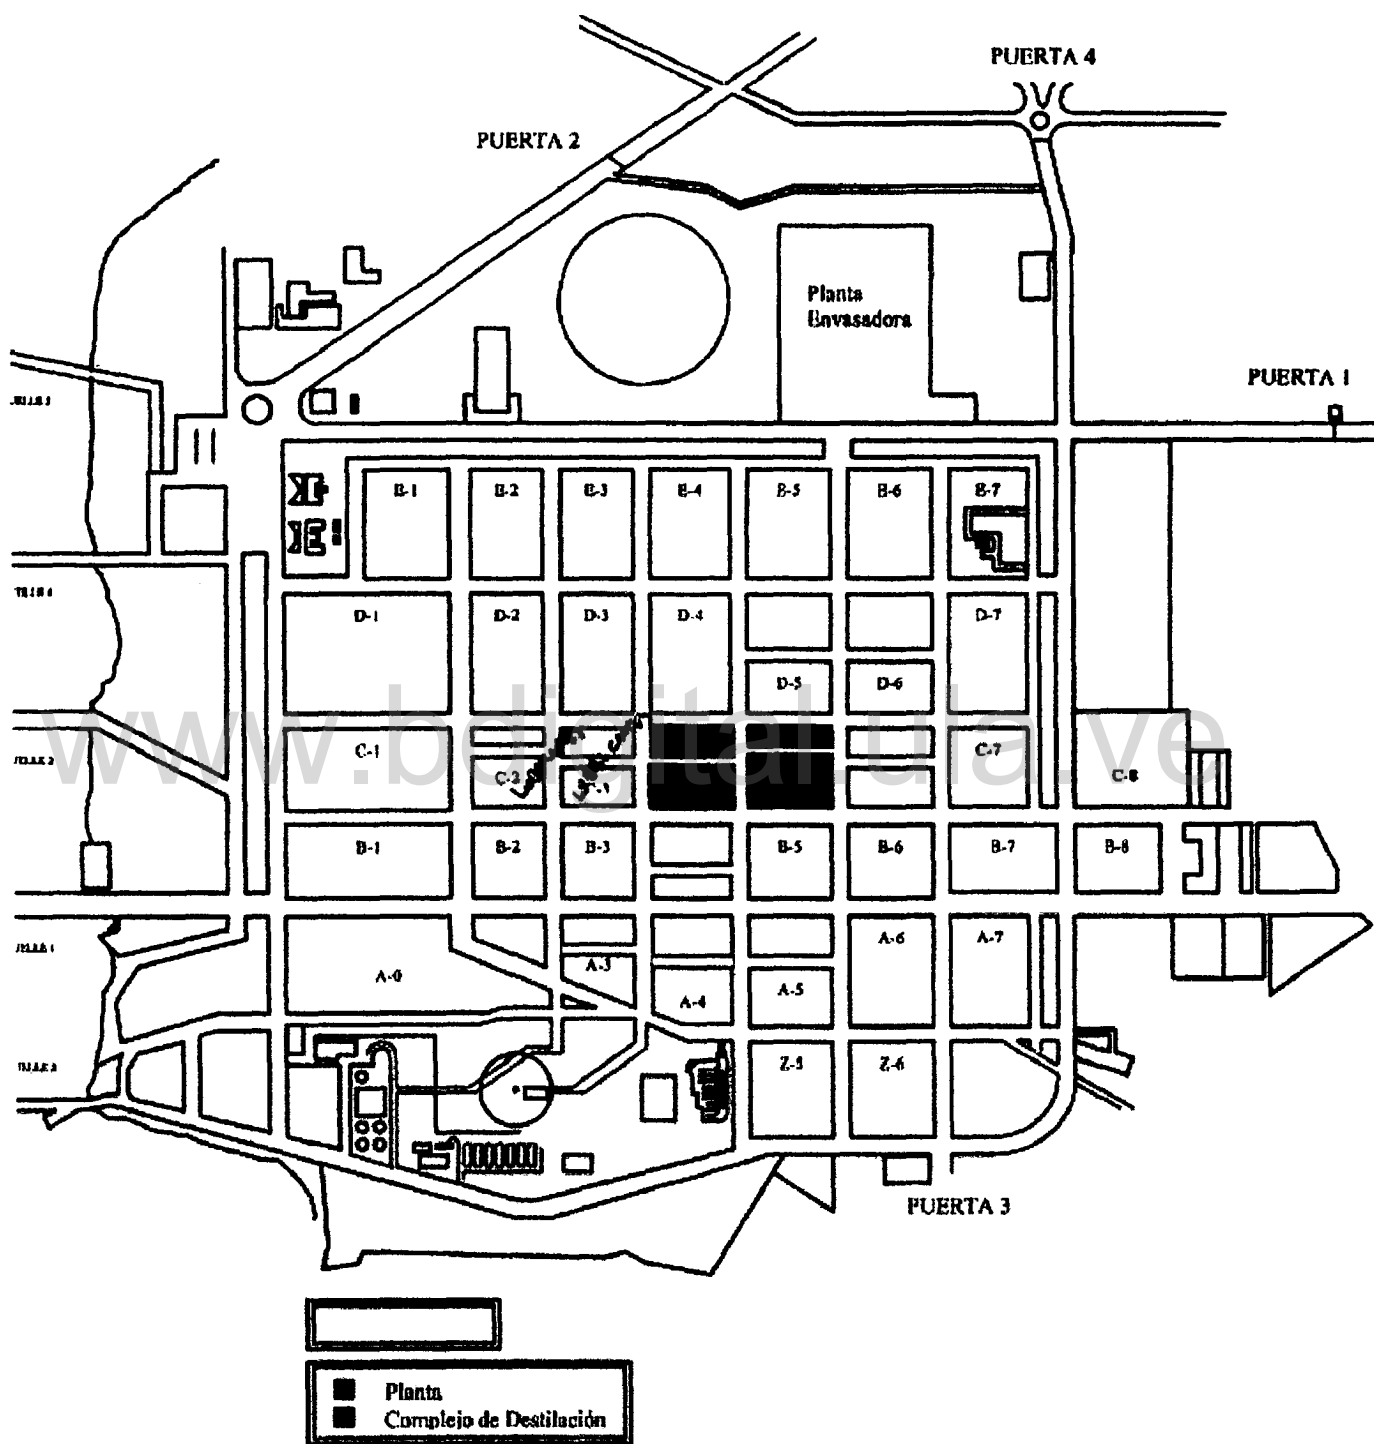 PUERTA 4
PUERTA 2
Planta
Envasadora
PUERTA 1
E-1
E-2
E-3
E-4
E-5
E-6
E-7
D-1
D-2
D-3
D-4
D-7
D-5
D-6
www.bdigital.ula.ve
C-1
C-2
C-7
C-8
B-1
B-2
B-3
B-5
B-6
B-7
B-8
A-0
A-3
A-4
A-5
A-6
A-7
Z-5
Z-6
PUERTA 3
Planta
Complejo de Destilación